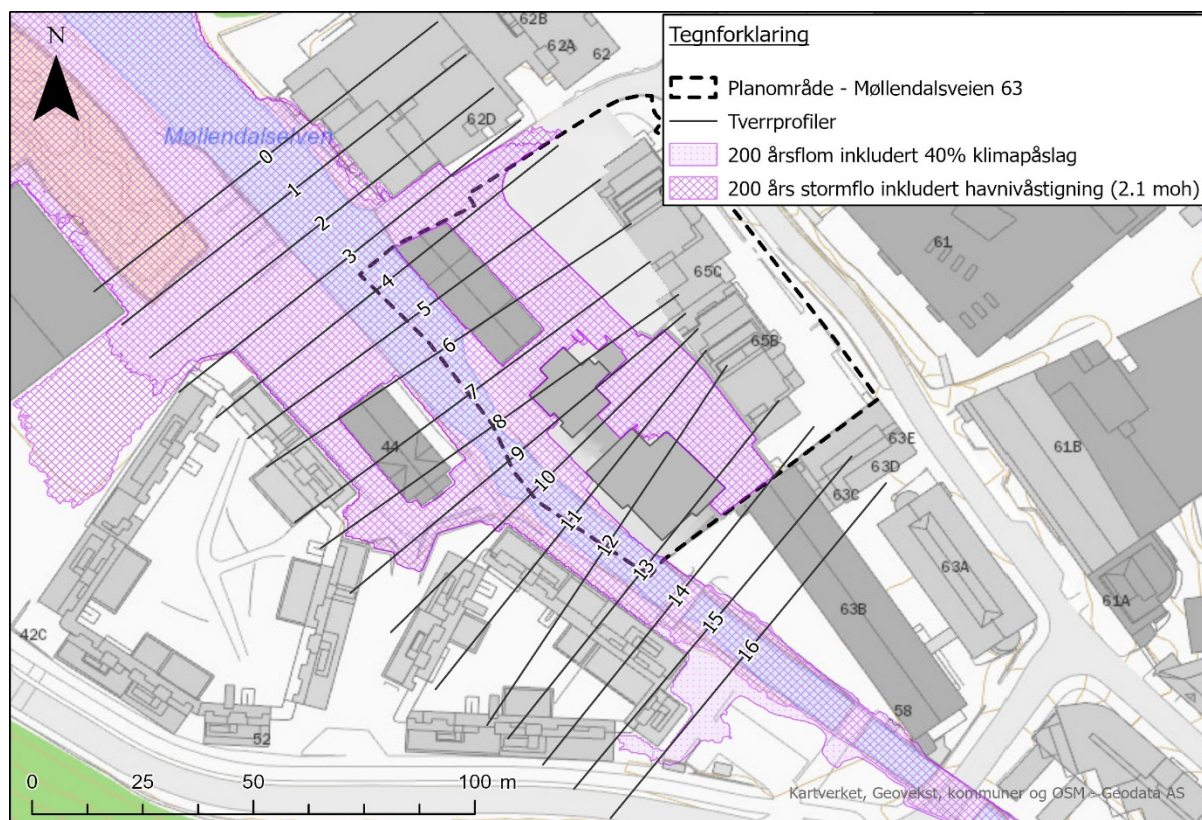 N
Møllendalselven
62B
62A
62
62D
Tegnforklaring
Planområde - Møllendalsveien 63
Tverrprofiler
200 årsflom inkludert 40% klimapåslag
200 års stormflo inkludert havnivåstigning (2.1 moh)
0
1
2
3
4
5
6
7
8
9
10
11
12
13
14
15
16
65C
65B
61
61B
61A
63E
63D
63C
63A
63B
58
44
42C
52
0 25 50 100 m
Kartverket, Geovekst, kommuner og OSM - Geodata AS